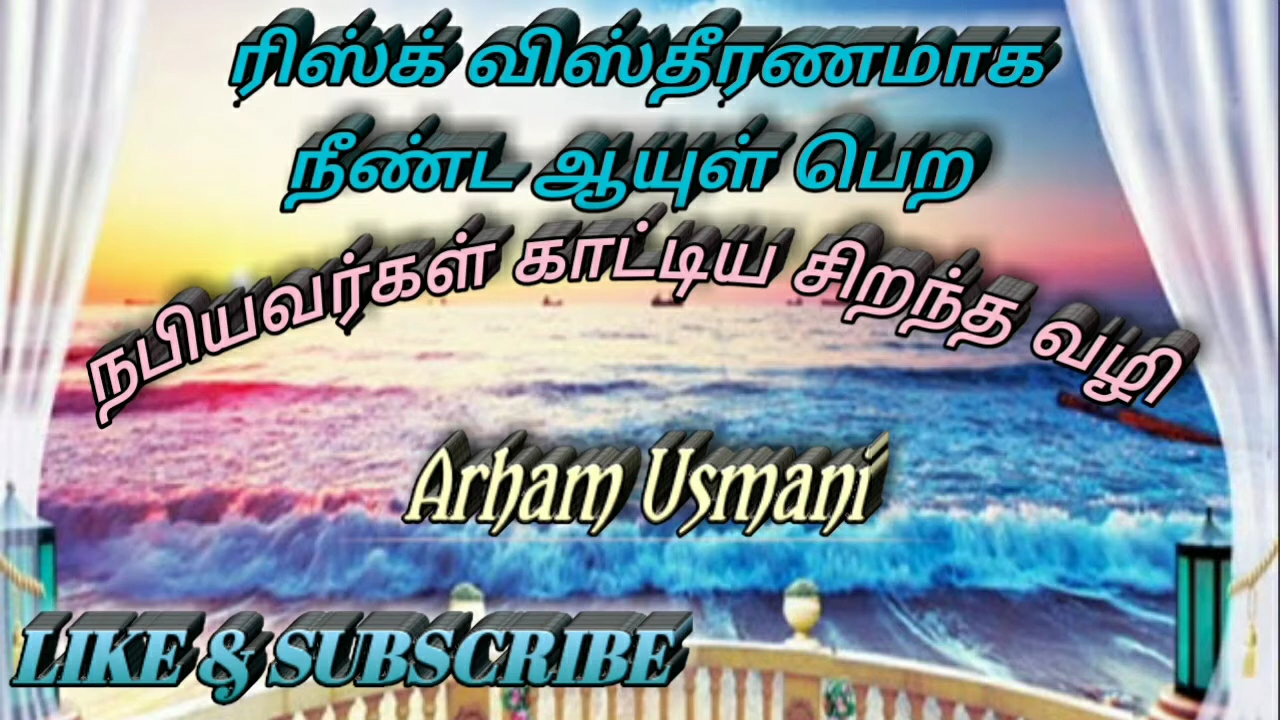 ரிஸ்க் விஸ்தீரணமாக
நீண்ட ஆயுள் பெற
நபியவர்கள் காட்டிய சிறந்த வழி
Arham Usmani
LIKE & SUBSCRIBE